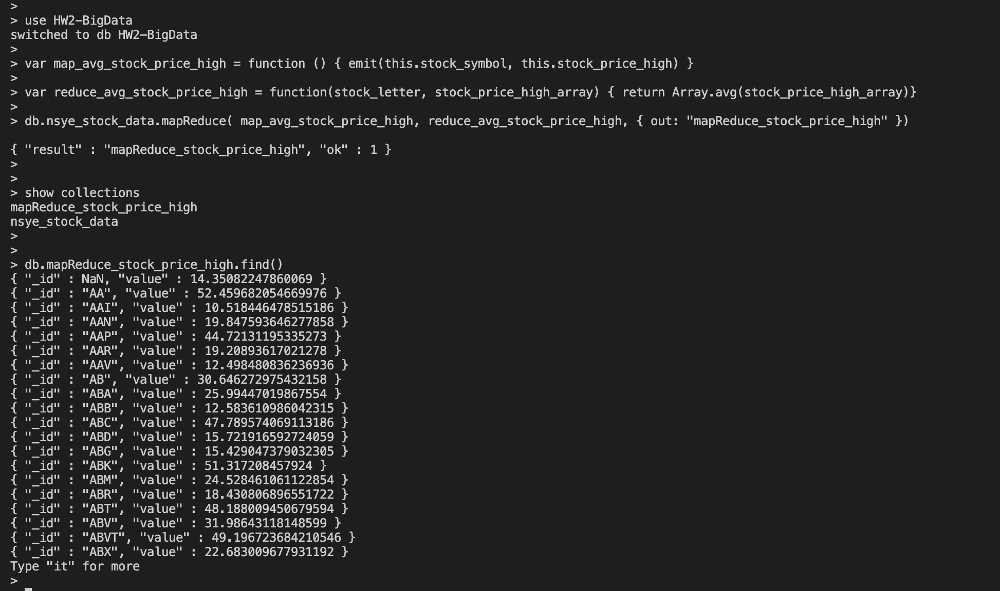 >
> use HW2-BigData
switched to db HW2-BigData
>
> var map_avg_stock_price_high = function () { emit(this.stock_symbol, this.stock_price_high) }
>
> var reduce_avg_stock_price_high = function(stock_letter, stock_price_high_array) { return Array.avg(stock_price_high_array)}
>
> db.nsye_stock_data.mapReduce( map_avg_stock_price_high, reduce_avg_stock_price_high, { out: "mapReduce_stock_price_high" })
{ "result" : "mapReduce_stock_price_high", "ok" : 1 }
>
>
> show collections
mapReduce_stock_price_high
nsye_stock_data
>
>
> db.mapReduce_stock_price_high.find()
{ "_id" : NaN, "value" : 14.35082247860069 }
{ "_id" : "AA", "value" : 52.459682054669976 }
{ "_id" : "AAI", "value" : 10.518446478515186 }
{ "_id" : "AAN", "value" : 19.847593646277858 }
{ "_id" : "AAP", "value" : 44.72131195335273 }
{ "_id" : "AAR", "value" : 19.20893617021278 }
{ "_id" : "AAV", "value" : 12.498480836236936 }
{ "_id" : "AB", "value" : 30.646272975432158 }
{ "_id" : "ABA", "value" : 25.99447019867554 }
{ "_id" : "ABB", "value" : 12.583610986042315 }
{ "_id" : "ABC", "value" : 47.789574069113186 }
{ "_id" : "ABD", "value" : 15.721916592724059 }
{ "_id" : "ABG", "value" : 15.429047379032305 }
{ "_id" : "ABK", "value" : 51.317208457924 }
{ "_id" : "ABM", "value" : 24.528461061122854 }
{ "_id" : "ABR", "value" : 18.430806896551722 }
{ "_id" : "ABT", "value" : 48.188009450679594 }
{ "_id" : "ABV", "value" : 31.98643118148599 }
{ "_id" : "ABVT", "value" : 49.196723684210546 }
{ "_id" : "ABX", "value" : 22.683009677931192 }
Type "it" for more
>